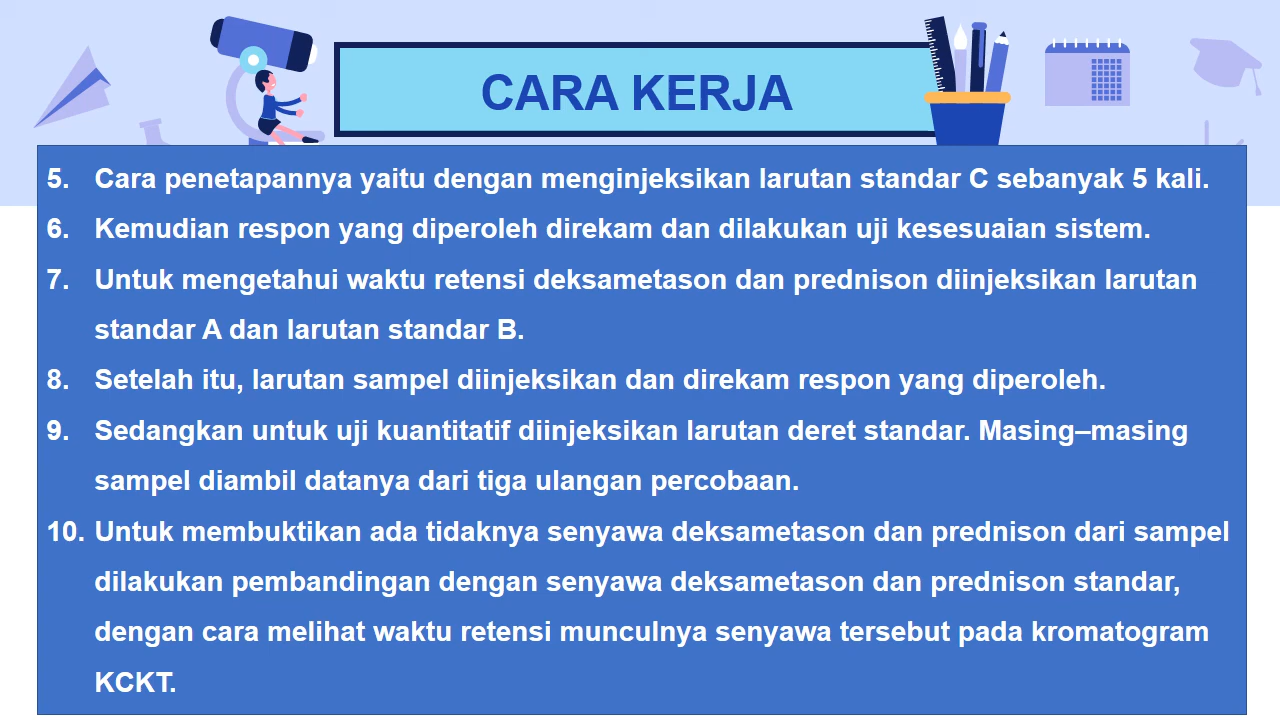 CARA KERJA
5. Cara penetapannya yaitu dengan menginjeksikan larutan standar C sebanyak 5 kali.
6. Kemudian respon yang diperoleh direkam dan dilakukan uji kesesuaian sistem.
7. Untuk mengetahui waktu retensi deksametason dan prednison diinjeksikan larutan
standar A dan larutan standar B.
8. Setelah itu, larutan sampel diinjeksikan dan direkam respon yang diperoleh.
9. Sedangkan untuk uji kuantitatif diinjeksikan larutan deret standar. Masing–masing
sampel diambil datanya dari tiga ulangan percobaan.
10. Untuk membuktikan ada tidaknya senyawa deksametason dan prednison dari sampel
dilakukan pembandingan dengan senyawa deksametason dan prednison standar,
dengan cara melihat waktu retensi munculnya senyawa tersebut pada kromatogram
KCKT.